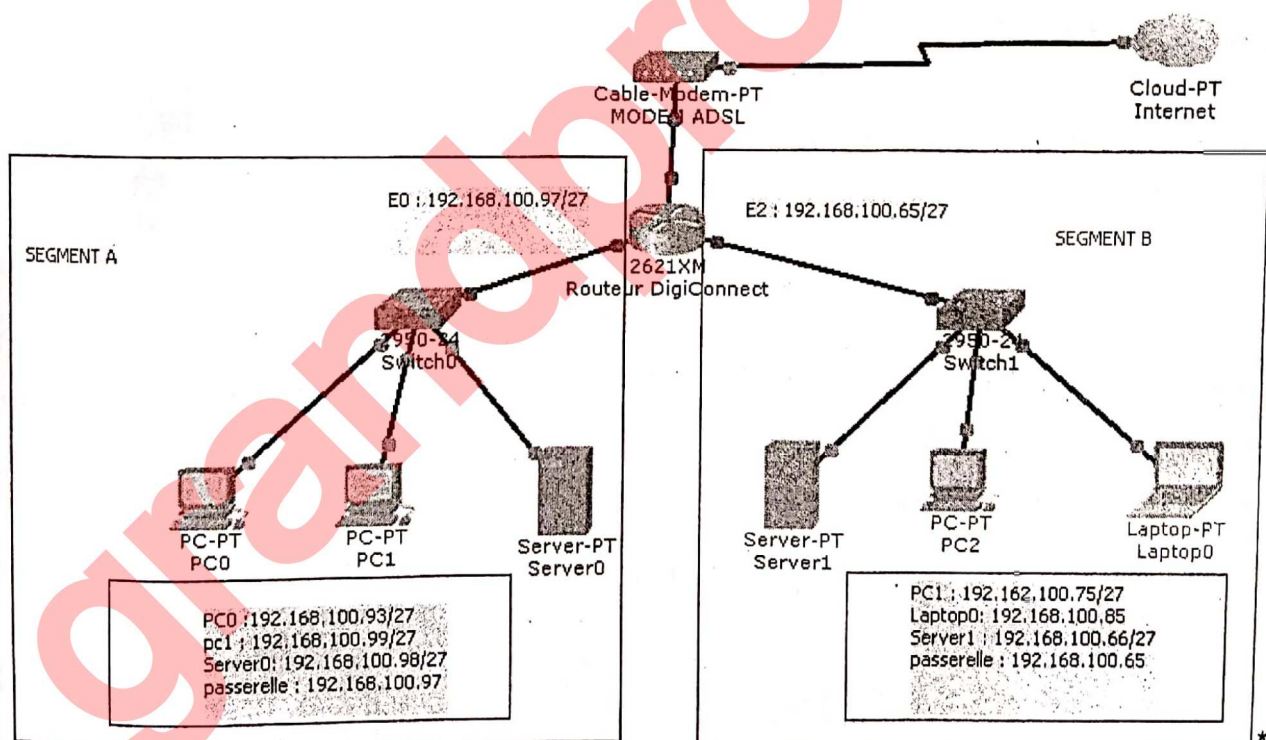 Cable-Modem-PT
MODEM ADSL
Cloud-PT
Internet
E0 : 192.168.100.97/27
E2 : 192.168.100.65/27
SEGMENT A
SEGMENT B
2621XM
Routeur DigiConnect
2950-24
Switch0
2950-24
Switch1
PC-PT
PC0
PC-PT
PC1
Server-PT
Server0
Server-PT
Server1
PC-PT
PC2
Laptop-PT
Laptop0
PC0 :192.168.100.93/27
pc1 : 192.168.100.99/27
Server0: 192.168.100.98/27
passerelle : 192.168.100.97
PC1 : 192.162.100.75/27
Laptop0: 192.168.100.85
Server1 : 192.168.100.66/27
passerelle : 192.168.100.65
*
grandpro